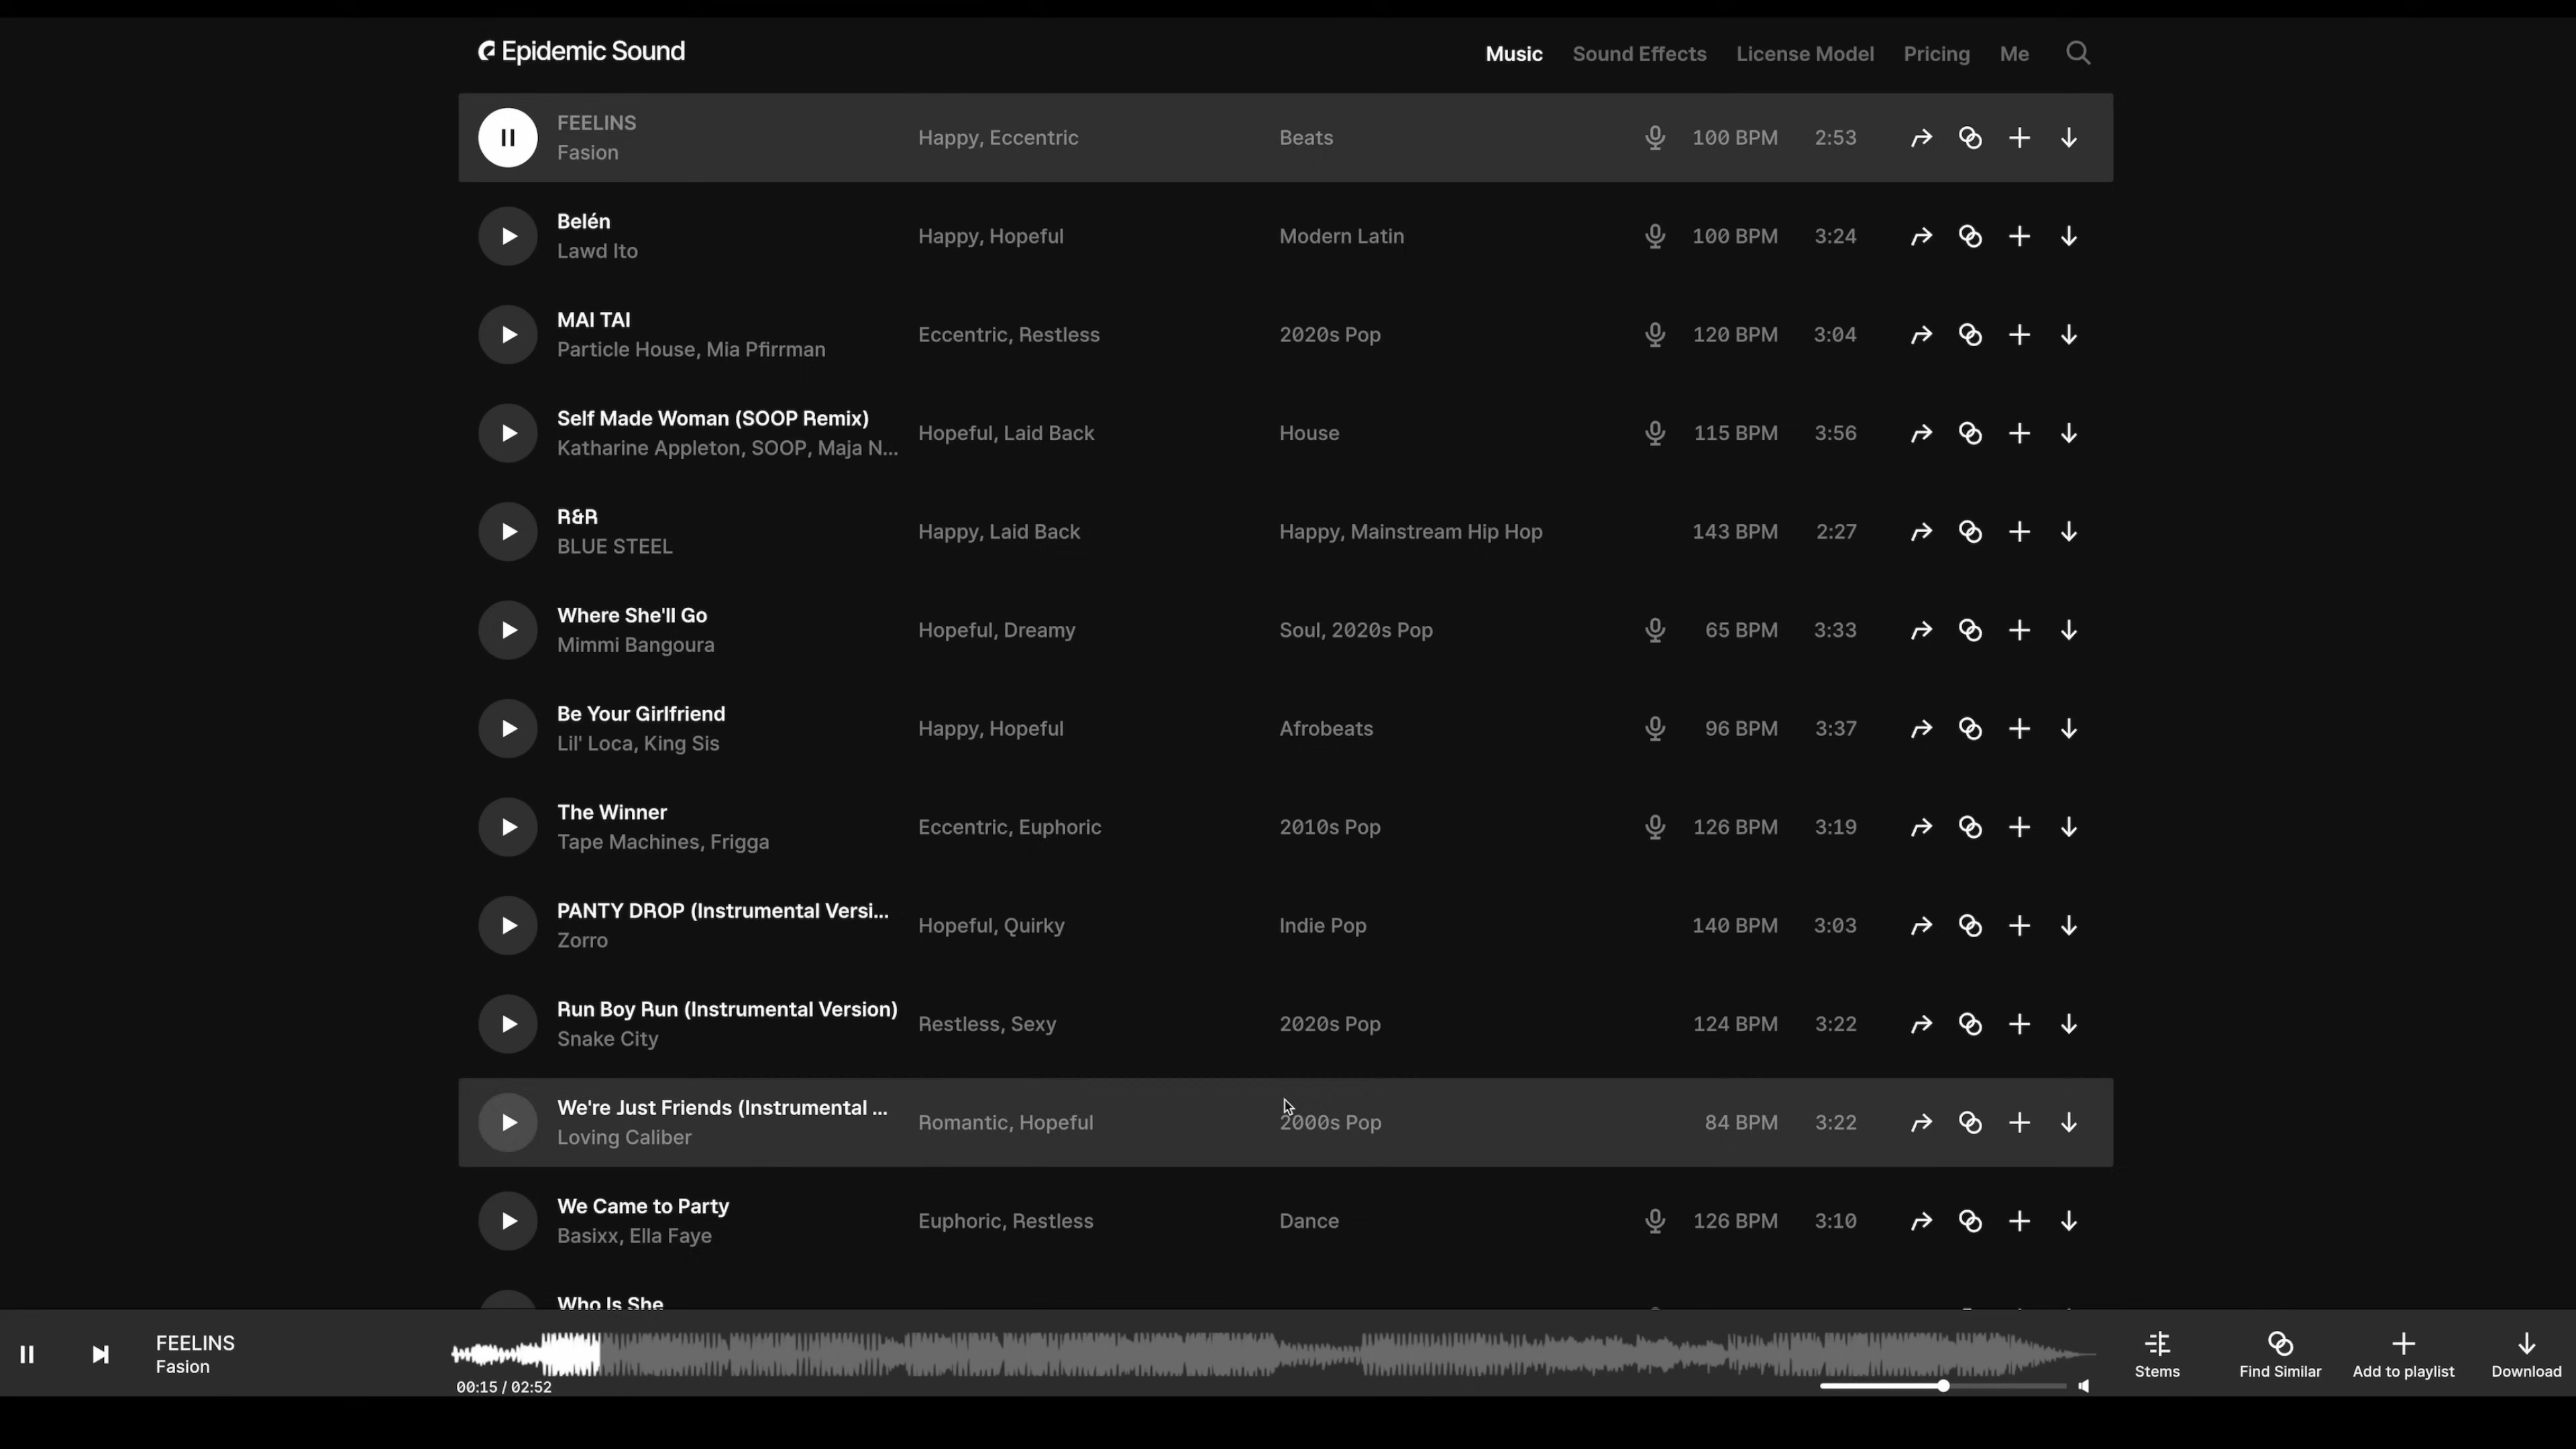 Epidemic Sound
Music Sound Effects License Model Pricing Me
FEELINS
Fasion
Happy, Eccentric
Beats
100 BPM
2:53
Belén
Lawd Ito
Happy, Hopeful
Modern Latin
100 BPM
3:24
MAI TAI
Particle House, Mia Pfirrman
Eccentric, Restless
2020s Pop
120 BPM
3:04
Self Made Woman (SOOP Remix)
Katharine Appleton, SOOP, Maja N...
Hopeful, Laid Back
House
115 BPM
3:56
R&R
BLUE STEEL
Happy, Laid Back
Happy, Mainstream Hip Hop
143 BPM
2:27
Where She'll Go
Mimmi Bangoura
Hopeful, Dreamy
Soul, 2020s Pop
65 BPM
3:33
Be Your Girlfriend
Lil' Loca, King Sis
Happy, Hopeful
Afrobeats
96 BPM
3:37
The Winner
Tape Machines, Frigga
Eccentric, Euphoric
2010s Pop
126 BPM
3:19
PANTY DROP (Instrumental Versi...
Zorro
Hopeful, Quirky
Indie Pop
140 BPM
3:03
Run Boy Run (Instrumental Version)
Snake City
Restless, Sexy
2020s Pop
124 BPM
3:22
We're Just Friends (Instrumental ...
Loving Caliber
Romantic, Hopeful
2000s Pop
84 BPM
3:22
We Came to Party
Basixx, Ella Faye
Euphoric, Restless
Dance
126 BPM
3:10
Who Is She
FEELINS
Fasion
00:15 / 02:52
Stems
Find Similar
Add to playlist
Download